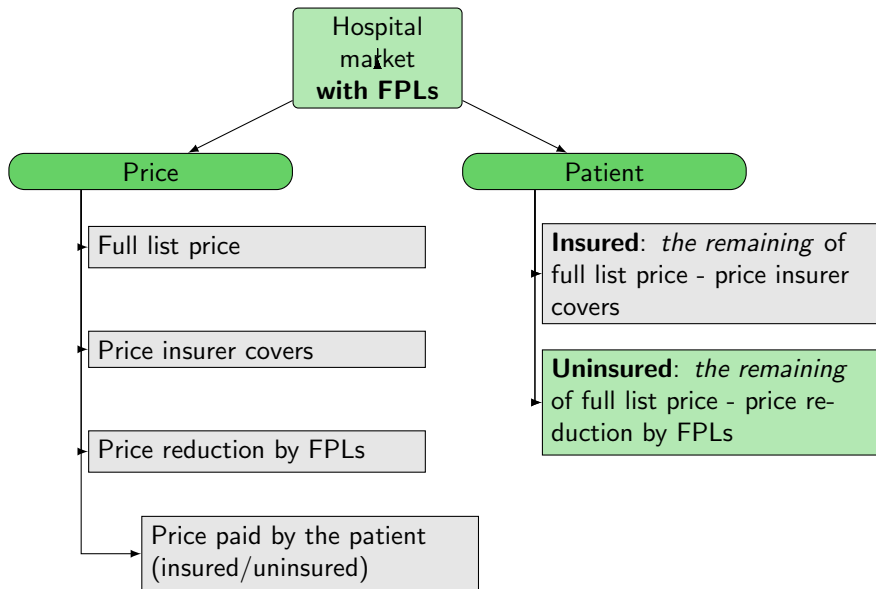 Hospital
market
with FPLs
Price
Patient
Full list price
Price insurer covers
Price reduction by FPLs
Price paid by the patient
(insured/uninsured)
Insured: the remaining of
full list price - price insurer
covers
Uninsured: the remaining
of full list price - price re-
duction by FPLs